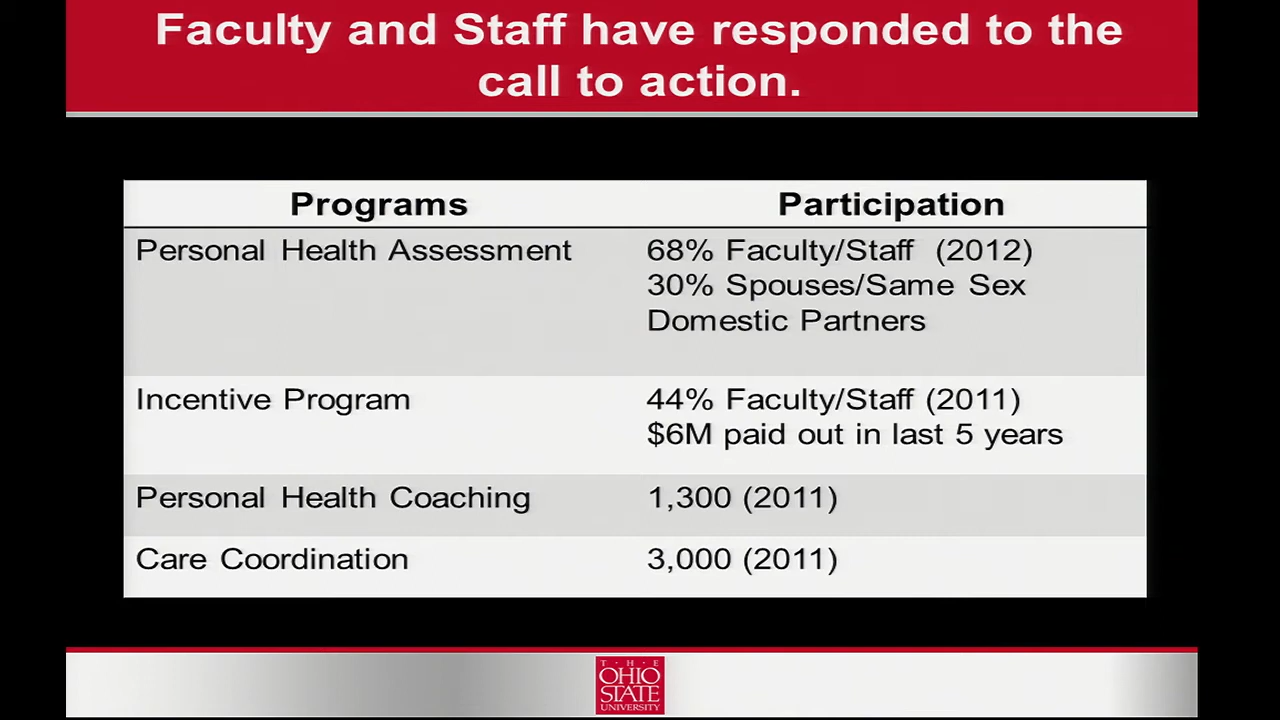 Faculty and Staff have responded to the
call to action.
Programs
Participation
Personal Health Assessment
68% Faculty/Staff (2012)
30% Spouses/Same Sex
Domestic Partners
Incentive Program
44% Faculty/Staff (2011)
$6M paid out in last 5 years
Personal Health Coaching
1,300 (2011)
Care Coordination
3,000 (2011)
T·H·E
OHIO
STATE
UNIVERSITY